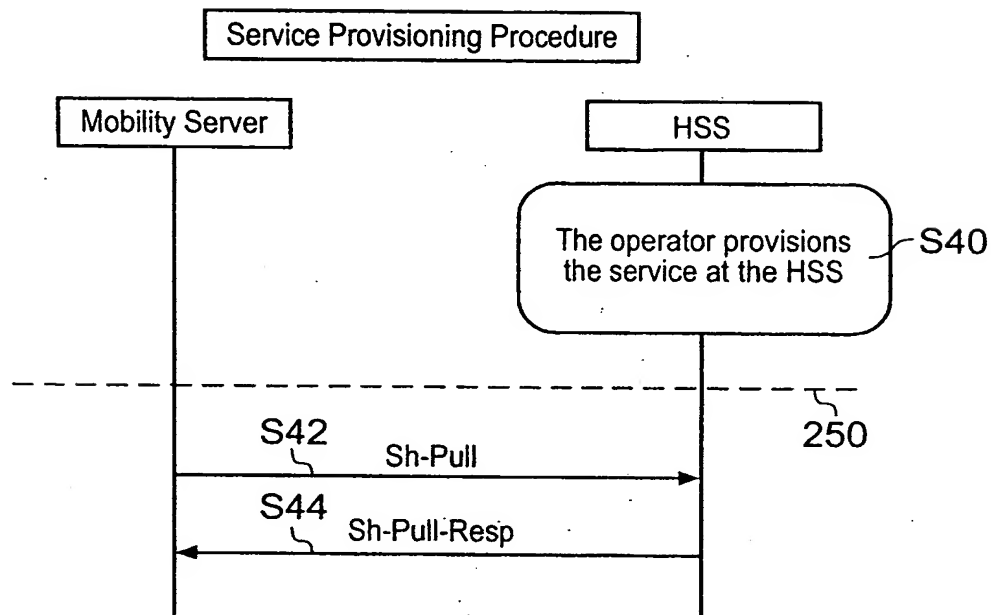 Service Provisioning Procedure
Mobility Server
HSS
The operator provisions
the service at the HSS
S40
250
S42
Sh-Pull
S44
Sh-Pull-Resp